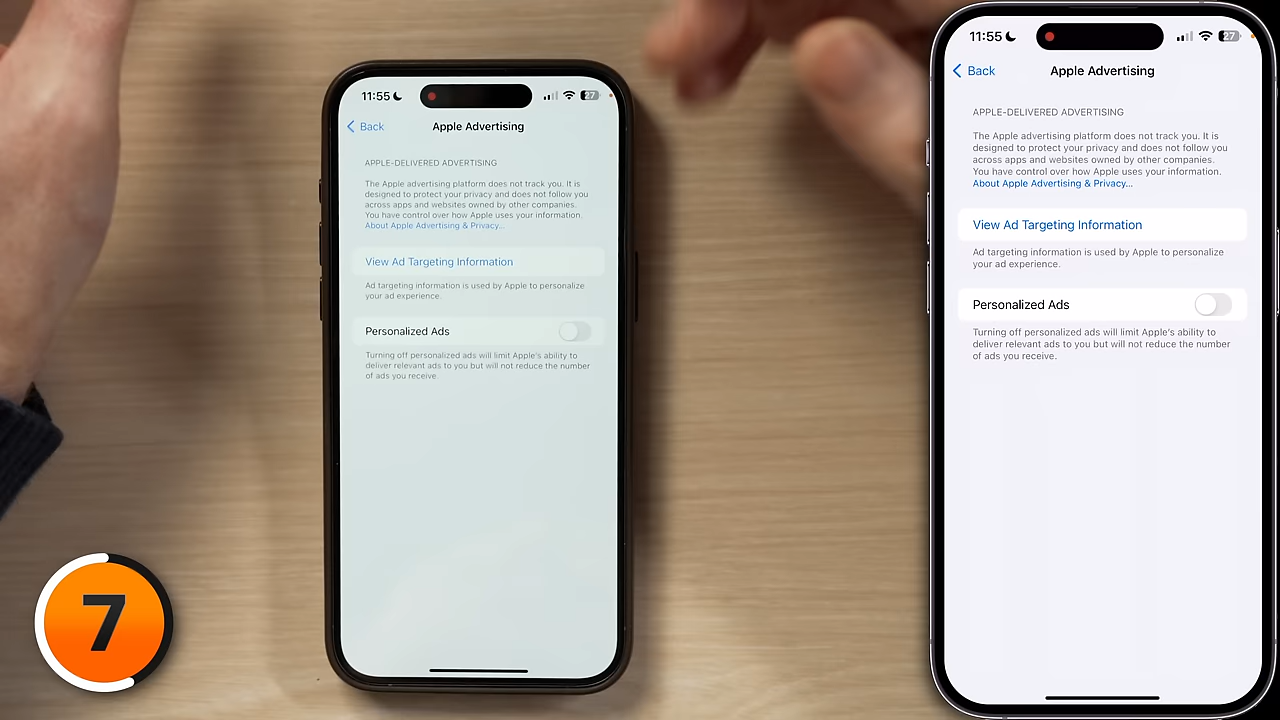 11:55
27
Back
Apple Advertising
APPLE-DELIVERED ADVERTISING
The Apple advertising platform does not track you. It is
designed to protect your privacy and does not follow you
across apps and websites owned by other companies.
You have control over how Apple uses your information.
About Apple Advertising & Privacy...
View Ad Targeting Information
Ad targeting information is used by Apple to personalize
your ad experience.
Personalized Ads
Turning off personalized ads will limit Apple's ability to
deliver relevant ads to you but will not reduce the number
of ads you receive.
7
11:55
27
Back
Apple Advertising
APPLE-DELIVERED ADVERTISING
The Apple advertising platform does not track you. It is
designed to protect your privacy and does not follow you
across apps and websites owned by other companies.
You have control over how Apple uses your information.
About Apple Advertising & Privacy...
View Ad Targeting Information
Ad targeting information is used by Apple to personalize
your ad experience.
Personalized Ads
Turning off personalized ads will limit Apple's ability to
deliver relevant ads to you but will not reduce the number
of ads you receive.